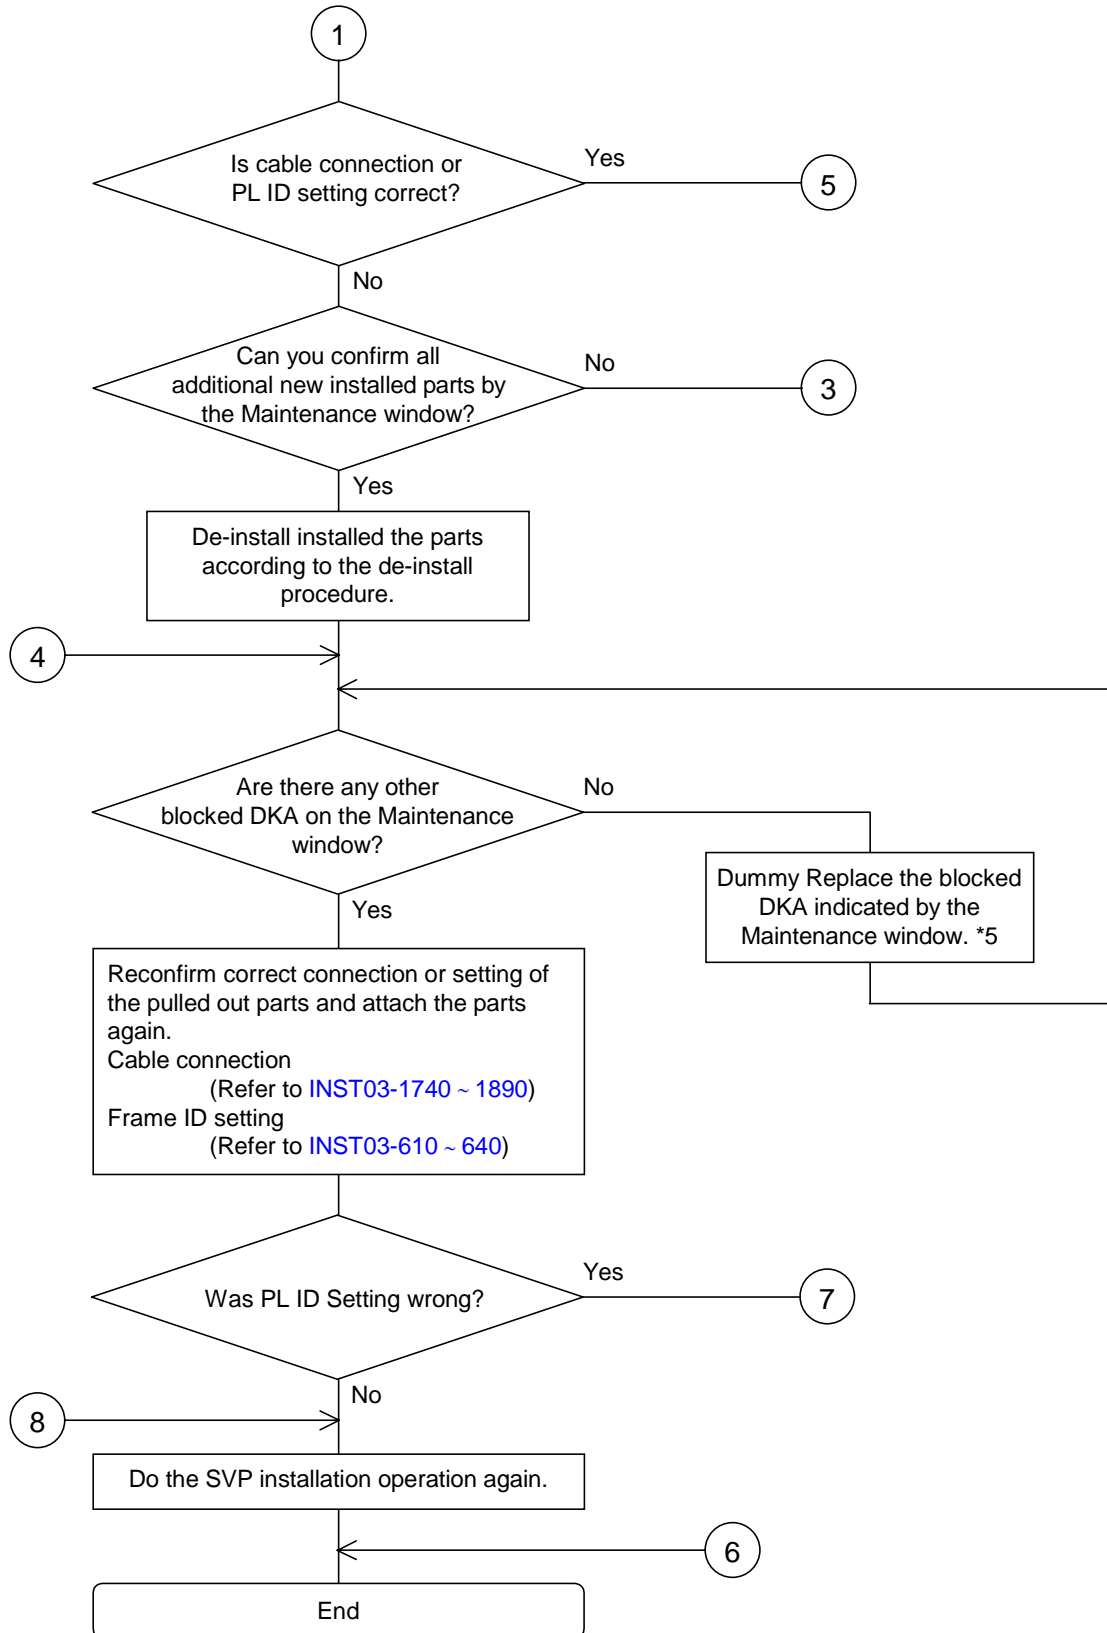 1
Is cable connection or
PL ID setting correct?
Yes
5
No
Can you confirm all
additional new installed parts by
the Maintenance window?
No
3
Yes
De-install installed the parts
according to the de-install
procedure.
4
Are there any other
blocked DKA on the Maintenance
window?
No
Dummy Replace the blocked
DKA indicated by the
Maintenance window. *5
Yes
Reconfirm correct connection or setting of
the pulled out parts and attach the parts
again.
Cable connection
(Refer to INST03-1740 ~ 1890)
Frame ID setting
(Refer to INST03-610 ~ 640)
Was PL ID Setting wrong?
Yes
7
No
8
Do the SVP installation operation again.
6
End